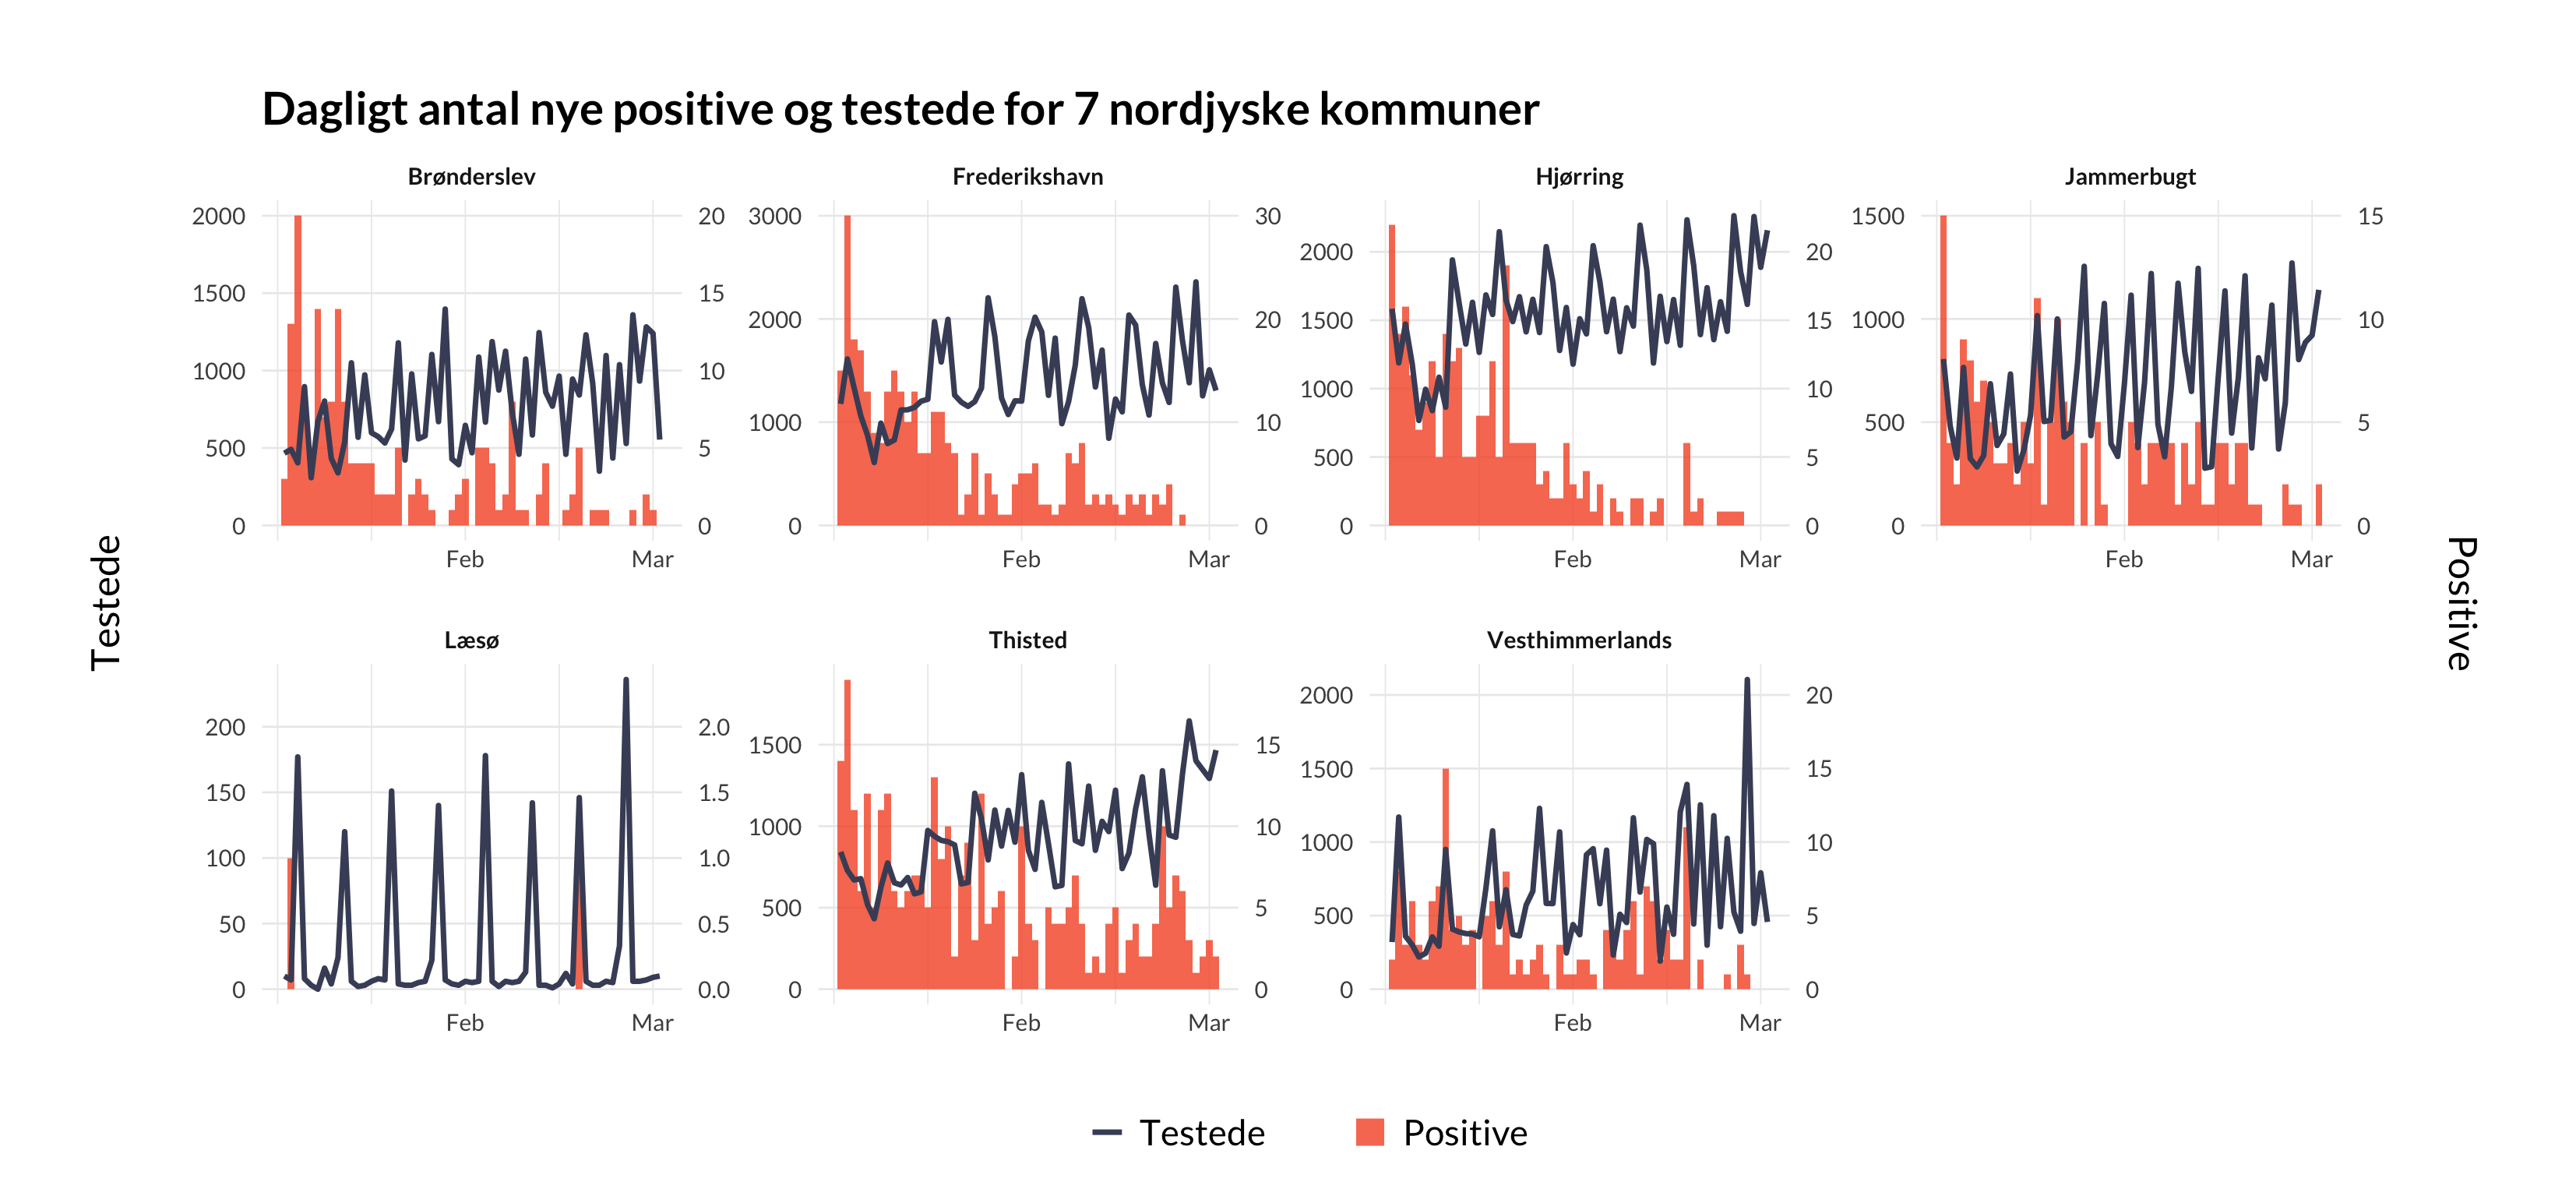 Dagligt antal nye positive og testede for 7 nordjyske kommuner
Brønderslev Frederikshavn Hjørring Jammerbugt
2000 20 3000 30 1500 15
2000 20
1500 15
2000 20 1500 15 1000 10
1000 10
1000 10 1000 10 500 5
500 5 500 5
0 0 0 0 0 0 0 0
Feb Mar Feb Mar Feb Mar Feb Mar
Testede
Positive
Læsø Thisted Vesthimmerlands
2000 20
200 2.0 1500 15
1500 15
150 1.5
1000 10 1000 10
100 1.0
50 0.5 500 5 500 5
0 0.0 0 0 0 0
Feb Mar Feb Mar Feb Mar
Testede Positive